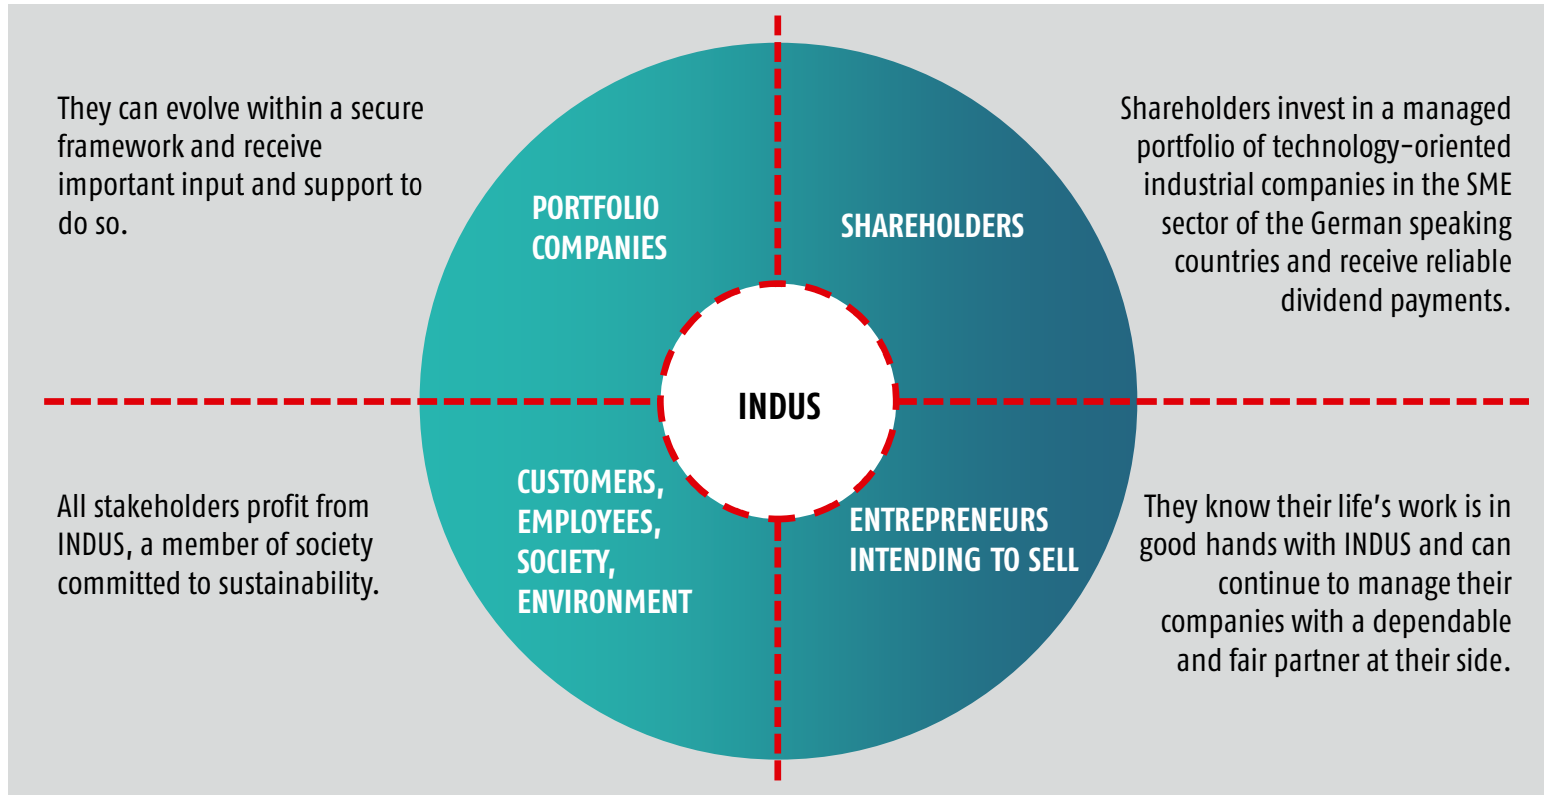 They can evolve within a secure
framework and receive
important input and support to
do so.
PORTFOLIO
COMPANIES
SHAREHOLDERS
Shareholders invest in a managed
portfolio of technology-oriented
industrial companies in the SME
sector of the German speaking
countries and receive reliable
dividend payments.
INDUS
All stakeholders profit from
INDUS, a member of society
committed to sustainability.
CUSTOMERS,
EMPLOYEES,
SOCIETY,
ENVIRONMENT
ENTREPRENEURS
INTENDING TO SELL
They know their life's work is in
good hands with INDUS and can
continue to manage their
companies with a dependable
and fair partner at their side.